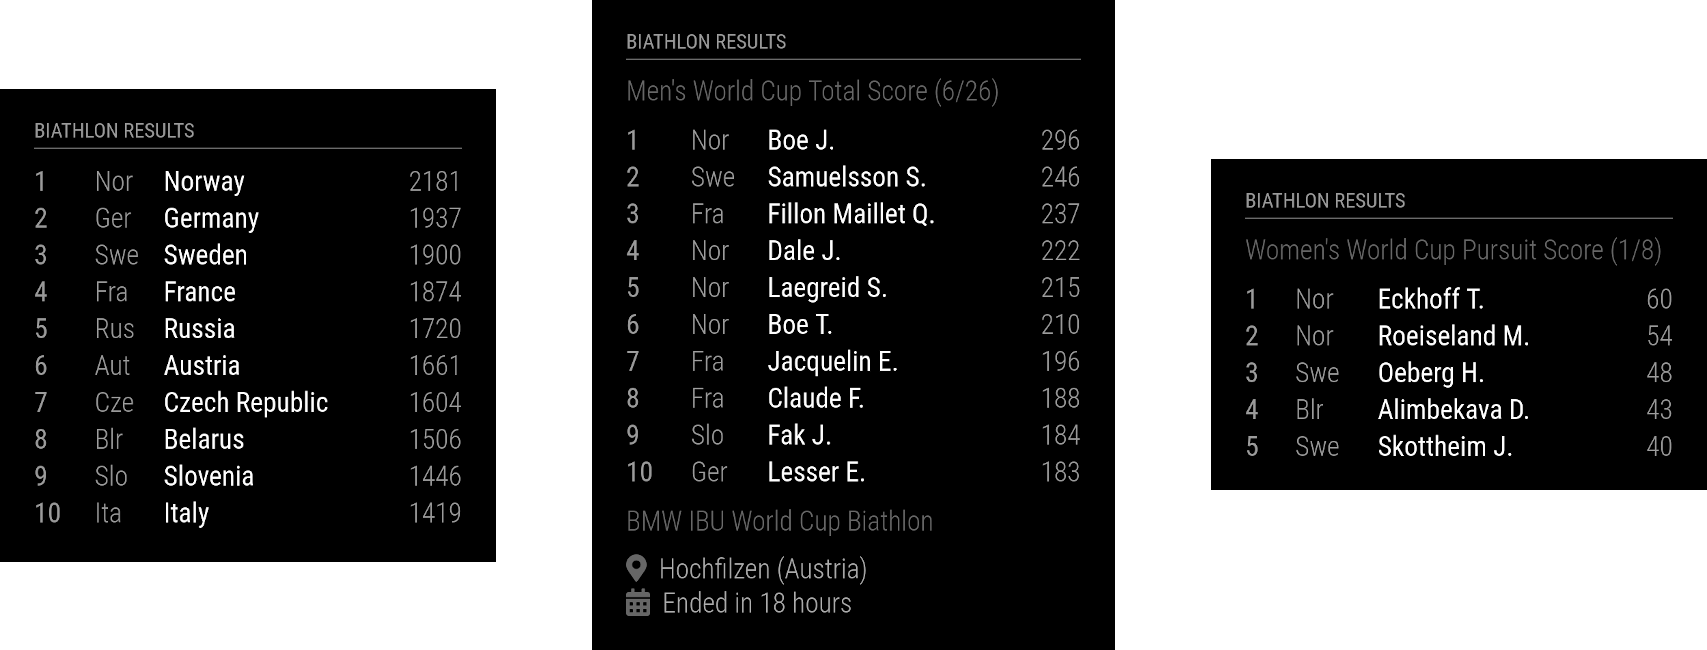 BIATHLON RESULTS
1 Nor Norway 2181
2 Ger Germany 1937
3 Swe Sweden 1900
4 Fra France 1874
5 Rus Russia 1720
6 Aut Austria 1661
7 Cze Czech Republic 1604
8 Blr Belarus 1506
9 Slo Slovenia 1446
10 Ita Italy 1419
BIATHLON RESULTS
Men's World Cup Total Score (6/26)
1 Nor Boe J. 296
2 Swe Samuelsson S. 246
3 Fra Fillon Maillet Q. 237
4 Nor Dale J. 222
5 Nor Laegreid S. 215
6 Nor Boe T. 210
7 Fra Jacquelin E. 196
8 Fra Claude F. 188
9 Slo Fak J. 184
10 Ger Lesser E. 183
BMW IBU World Cup Biathlon
Hochfilzen (Austria)
Ended in 18 hours
BIATHLON RESULTS
Women's World Cup Pursuit Score (1/8)
1 Nor Eckhoff T. 60
2 Nor Roeiseland M. 54
3 Swe Oeberg H. 48
4 Blr Alimbekava D. 43
5 Swe Skottheim J. 40